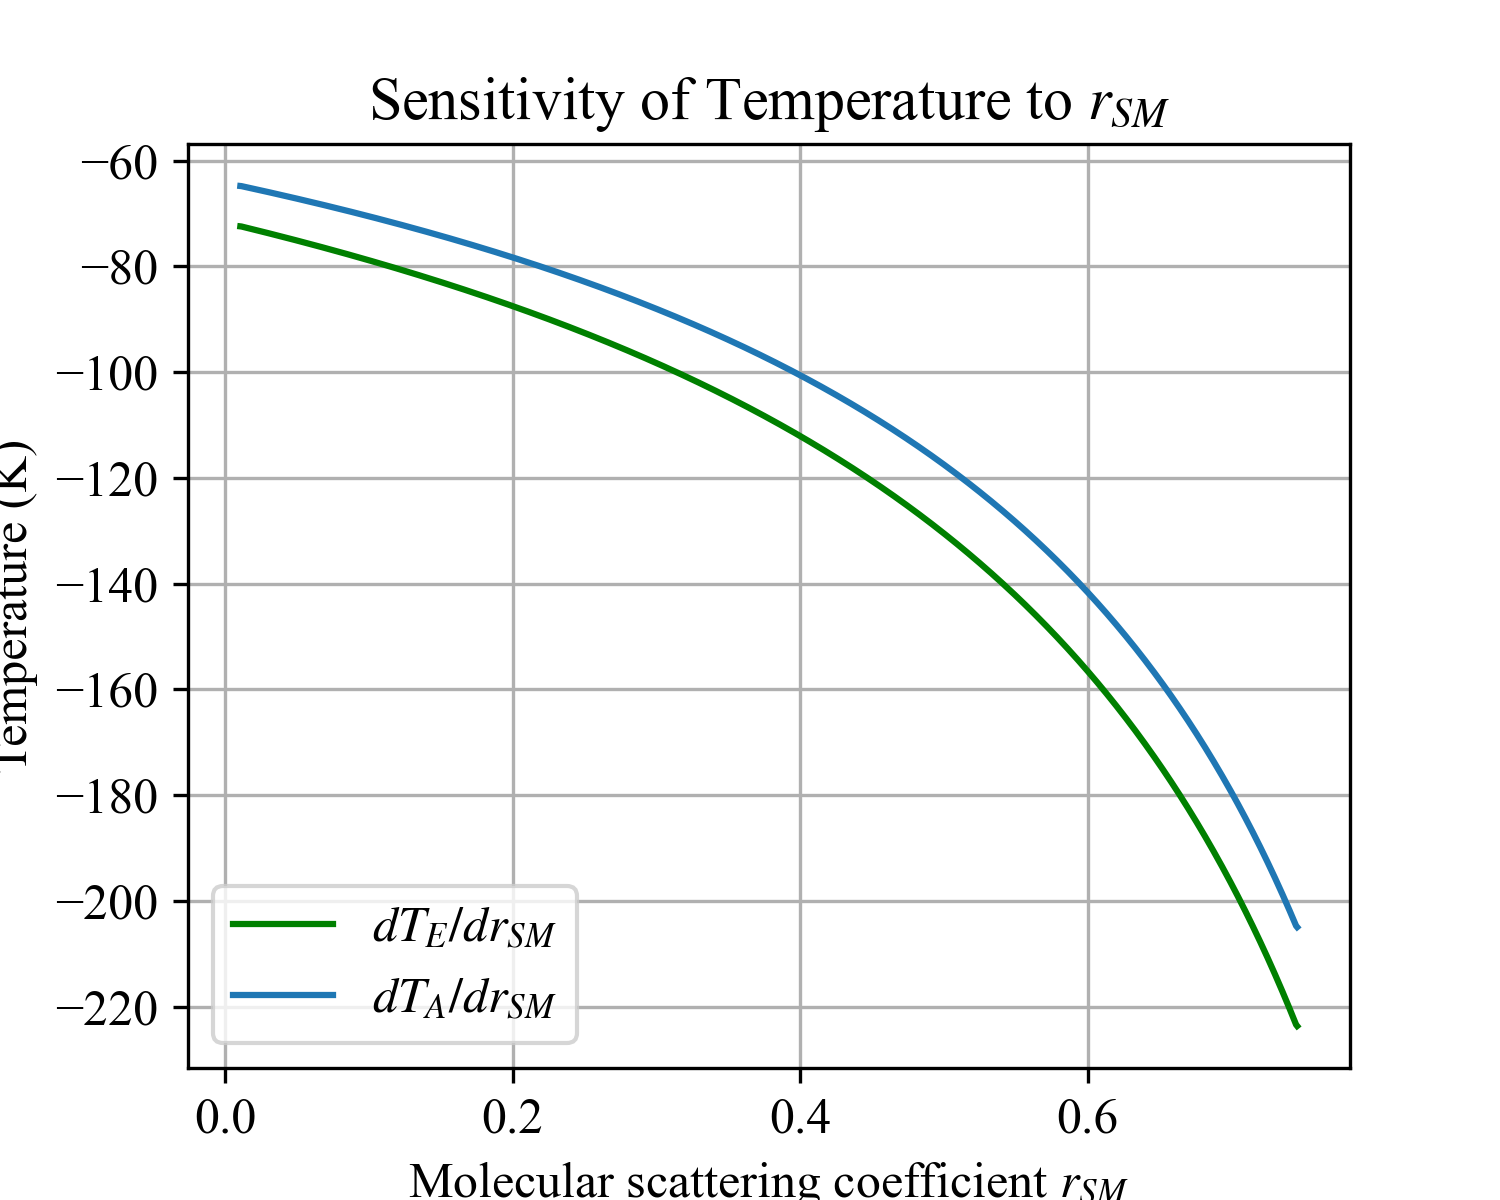 Sensitivity of Temperature to r_SM
−60
−80
−100
−120
−140
−160
−180
−200
−220
Temperature (K)
dT_E/dr_SM
dT_A/dr_SM
0.0 0.2 0.4 0.6
Molecular scattering coefficient r_SM